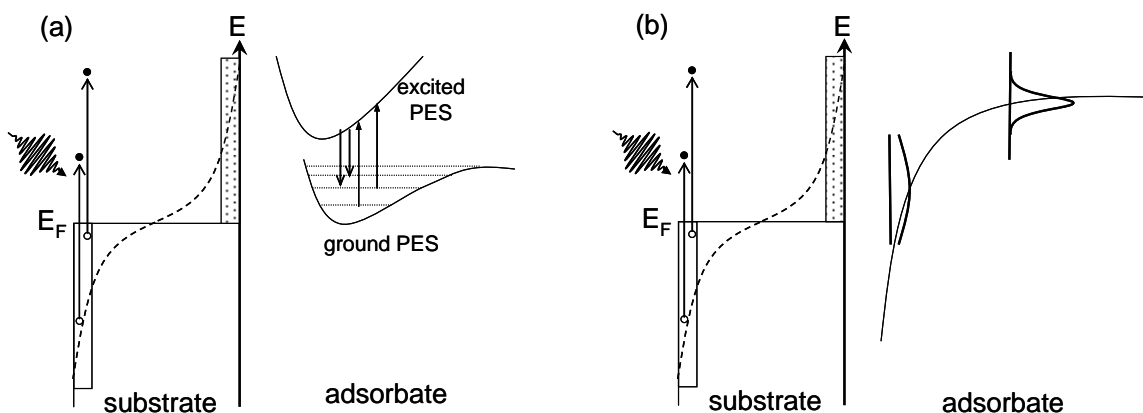 (a)
E
excited
PES
E_F
ground PES
substrate
adsorbate
(b)
E
E_F
substrate
adsorbate